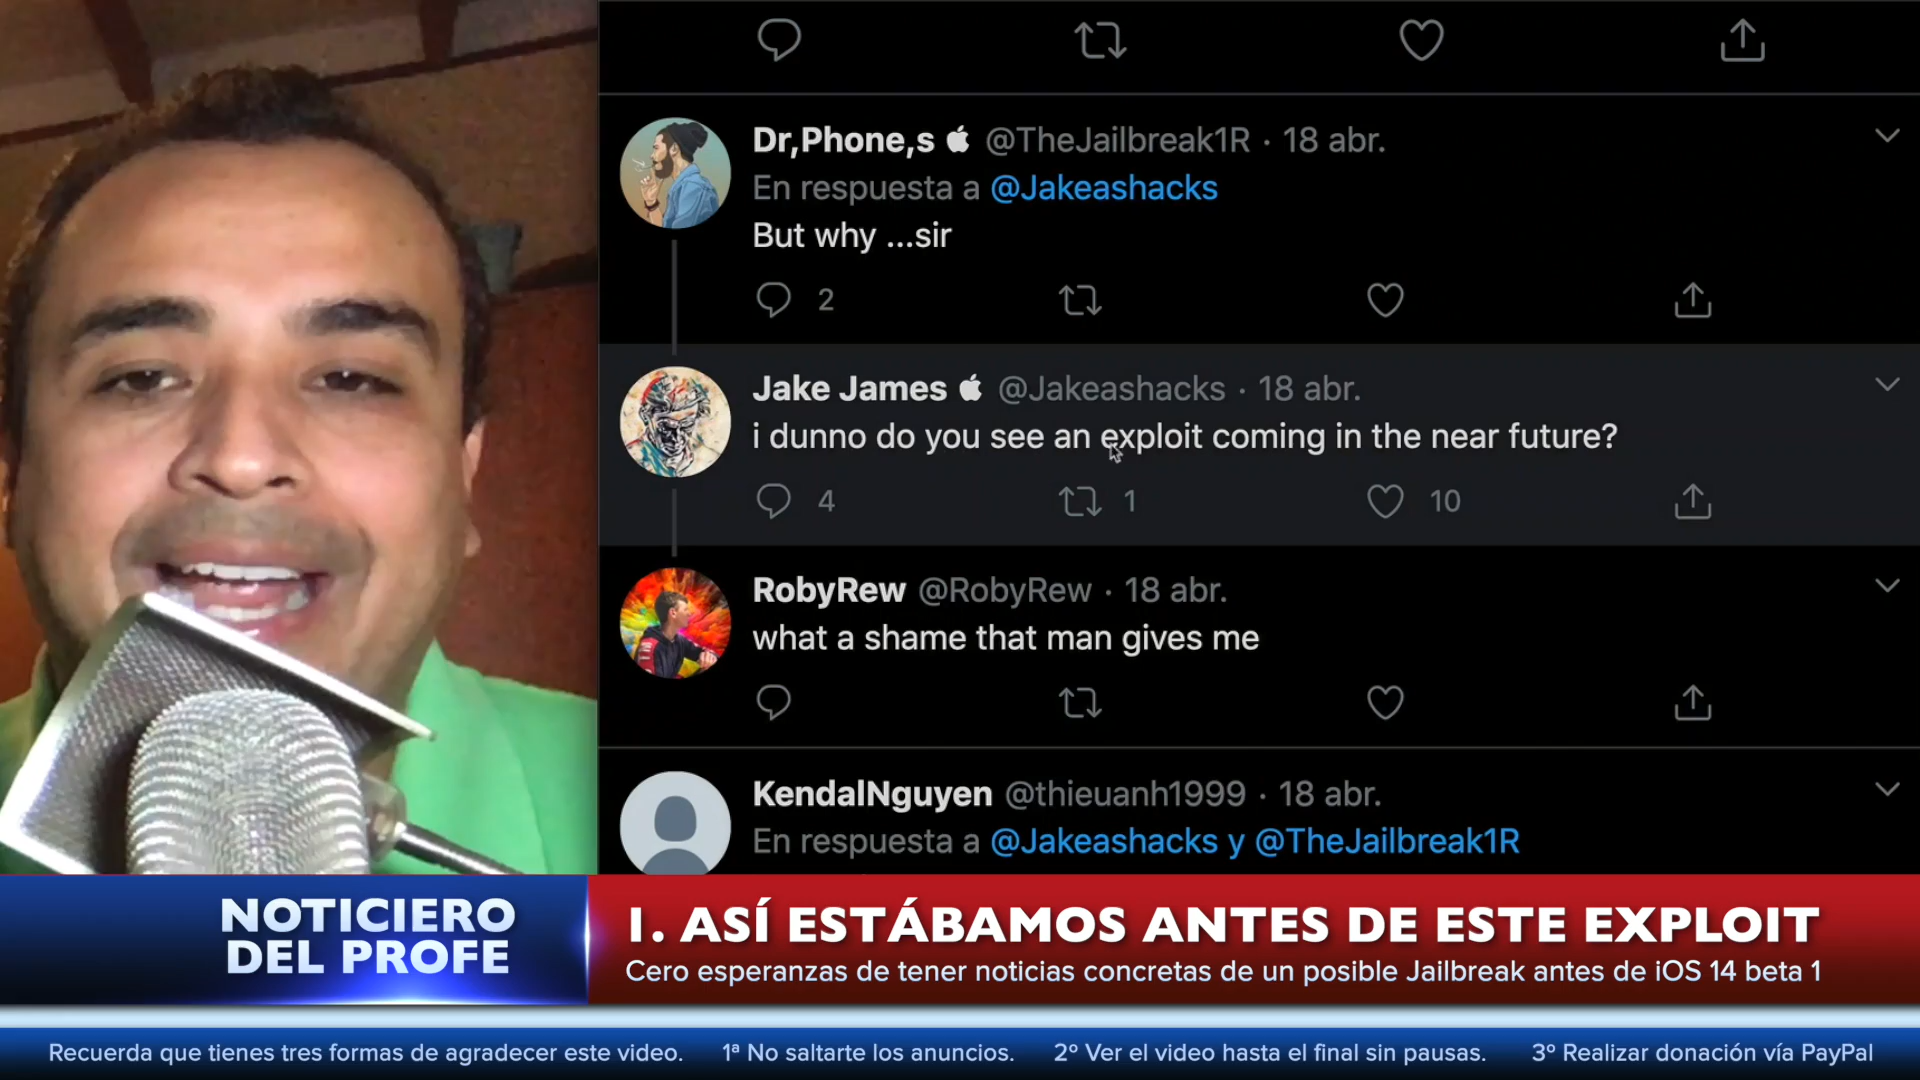 Dr,Phone,s @TheJailbreak1R · 18 abr.
En respuesta a @Jakeashacks
But why ...sir
2
Jake James @Jakeashacks · 18 abr.
i dunno do you see an exploit coming in the near future?
4 1 10
RobyRew @RobyRew · 18 abr.
what a shame that man gives me
KendalNguyen @thieuanh1999 · 18 abr.
En respuesta a @Jakeashacks y @TheJailbreak1R
NOTICIERO
DEL PROFE
1. ASÍ ESTÁBAMOS ANTES DE ESTE EXPLOIT
Cero esperanzas de tener noticias concretas de un posible Jailbreak antes de iOS 14 beta 1
Recuerda que tienes tres formas de agradecer este video. 1ª No saltarte los anuncios. 2º Ver el video hasta el final sin pausas. 3º Realizar donación vía PayPal